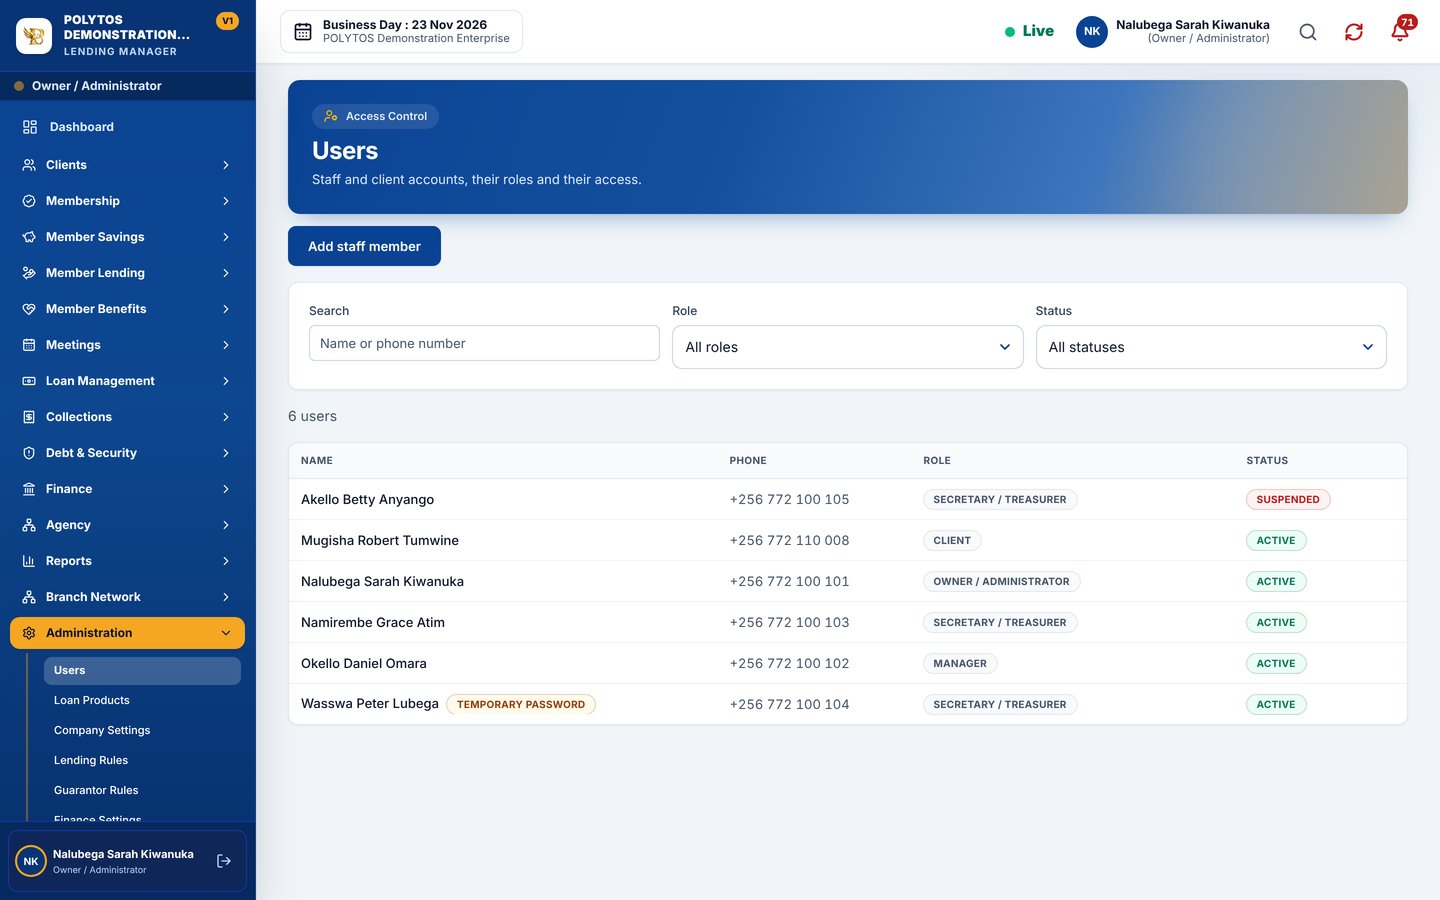 POLYTOS
DEMONSTRATION...
LENDING MANAGER
V1
Owner / Administrator
Dashboard
Clients
Membership
Member Savings
Member Lending
Member Benefits
Meetings
Loan Management
Collections
Debt & Security
Finance
Agency
Reports
Branch Network
Administration
Users
Loan Products
Company Settings
Lending Rules
Guarantor Rules
Finance Settings
NK
Nalubega Sarah Kiwanuka
Owner / Administrator
Business Day : 23 Nov 2026
POLYTOS Demonstration Enterprise
Live
NK
Nalubega Sarah Kiwanuka
(Owner / Administrator)
71
Access Control
Users
Staff and client accounts, their roles and their access.
Add staff member
Search Role Status
Name or phone number All roles All statuses
6 users
NAME PHONE ROLE STATUS
Akello Betty Anyango +256 772 100 105 SECRETARY / TREASURER SUSPENDED
Mugisha Robert Tumwine +256 772 110 008 CLIENT ACTIVE
Nalubega Sarah Kiwanuka +256 772 100 101 OWNER / ADMINISTRATOR ACTIVE
Namirembe Grace Atim +256 772 100 103 SECRETARY / TREASURER ACTIVE
Okello Daniel Omara +256 772 100 102 MANAGER ACTIVE
Wasswa Peter Lubega TEMPORARY PASSWORD +256 772 100 104 SECRETARY / TREASURER ACTIVE